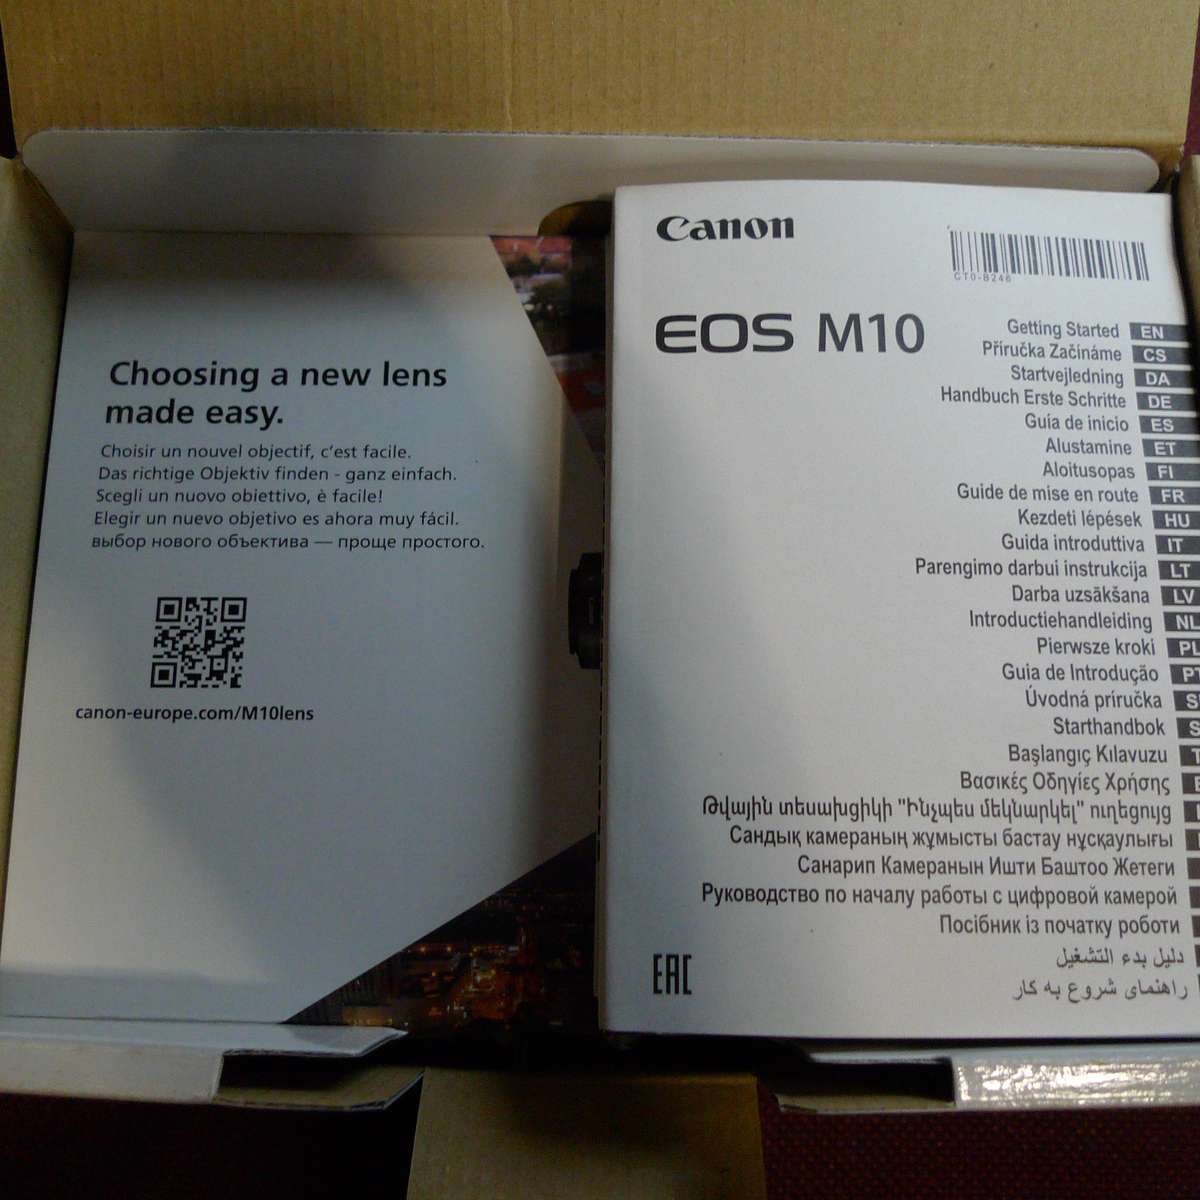 Choosing a new lens
made easy.
Choisir un nouvel objectif, c'est facile.
Das richtige Objektiv finden - ganz einfach.
Scegli un nuovo obiettivo, è facile!
Elegir un nuevo objetivo es ahora muy fácil.
выбор нового объектива — проще простого.
canon-europe.com/M10lens
Canon
CT0-B246
EOS M10
Getting Started EN
Příručka Začínáme CS
Startvejledning DA
Handbuch Erste Schritte DE
Guía de inicio ES
Alustamine ET
Aloitusopas FI
Guide de mise en route FR
Kezdeti lépések HU
Guida introduttiva IT
Parengimo darbui instrukcija LT
Darba uzsākšana LV
Introductiehandleiding NL
Pierwsze kroki PL
Guia de Introdução PT
Úvodná príručka S
Starthandbok S
Başlangıç Kılavuzu T
Βασικές Οδηγίες Χρήσης
Թվային տեսախցիկի "Ինչպես մեկնարկել" ուղեցույց
Сандық камераның жұмысты бастау нұсқаулығы
Санарип Камеранын Ишти Баштоо Жетеги
Руководство по началу работы с цифровой камерой
Посібник із початку роботи
دليل بدء التشغيل
راهنمای شروع به کار
EAC